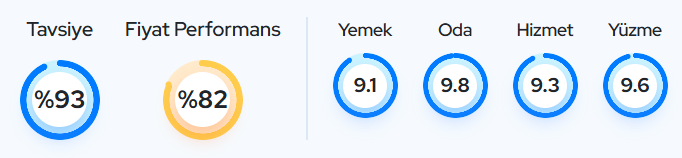 Tavsiye Fiyat Performans Yemek Oda Hizmet Yüzme
%93 %82 9.1 9.8 9.3 9.6